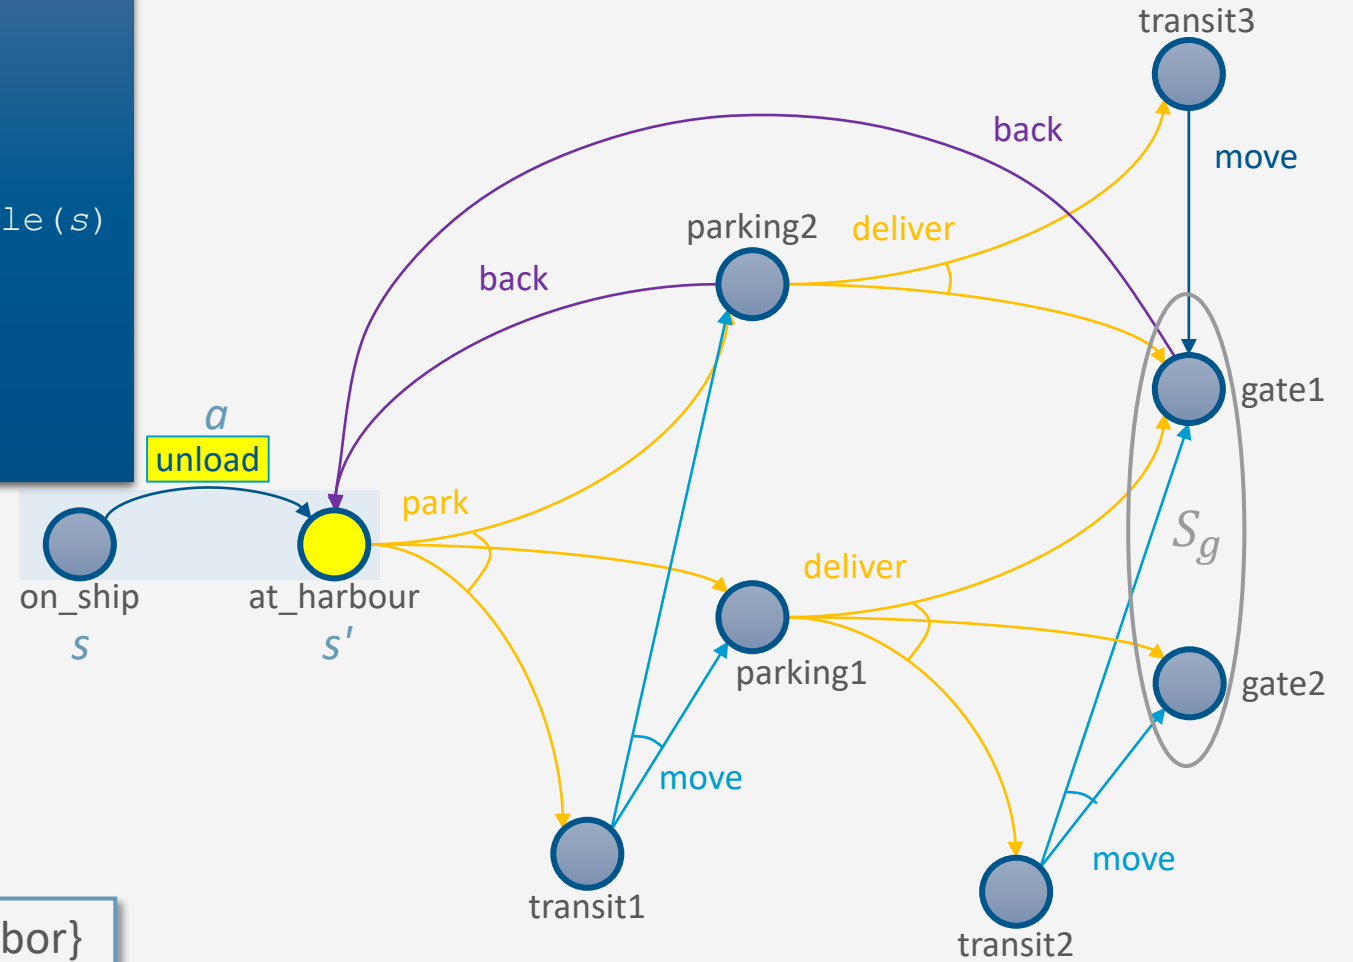 transit3
back
move
le(s)
parking2
deliver
back
gate1
a
unload
park
S_g
deliver
on_ship
at_harbour
s
s'
parking1
gate2
move
move
transit1
bor}
transit2